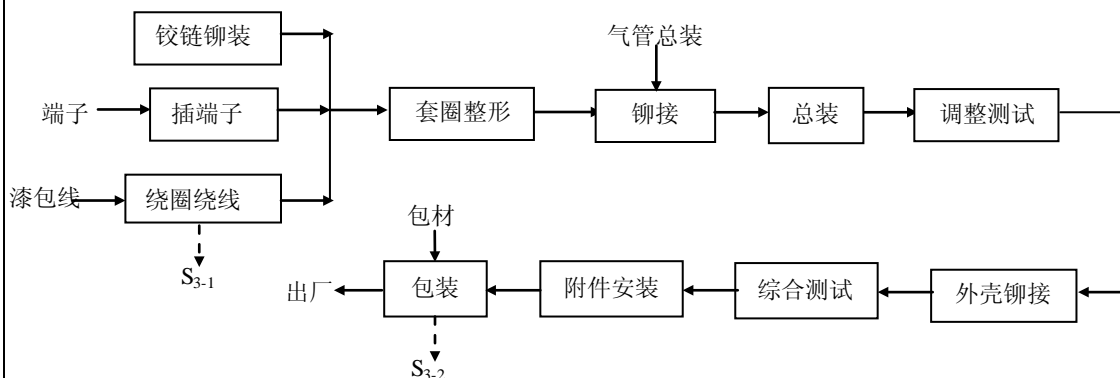 铰链铆装
气管总装
端子
插端子
套圈整形
铆接
总装
调整测试
漆包线
绕圈绕线
S3-1
包材
出厂
包装
附件安装
综合测试
外壳铆接
S3-2